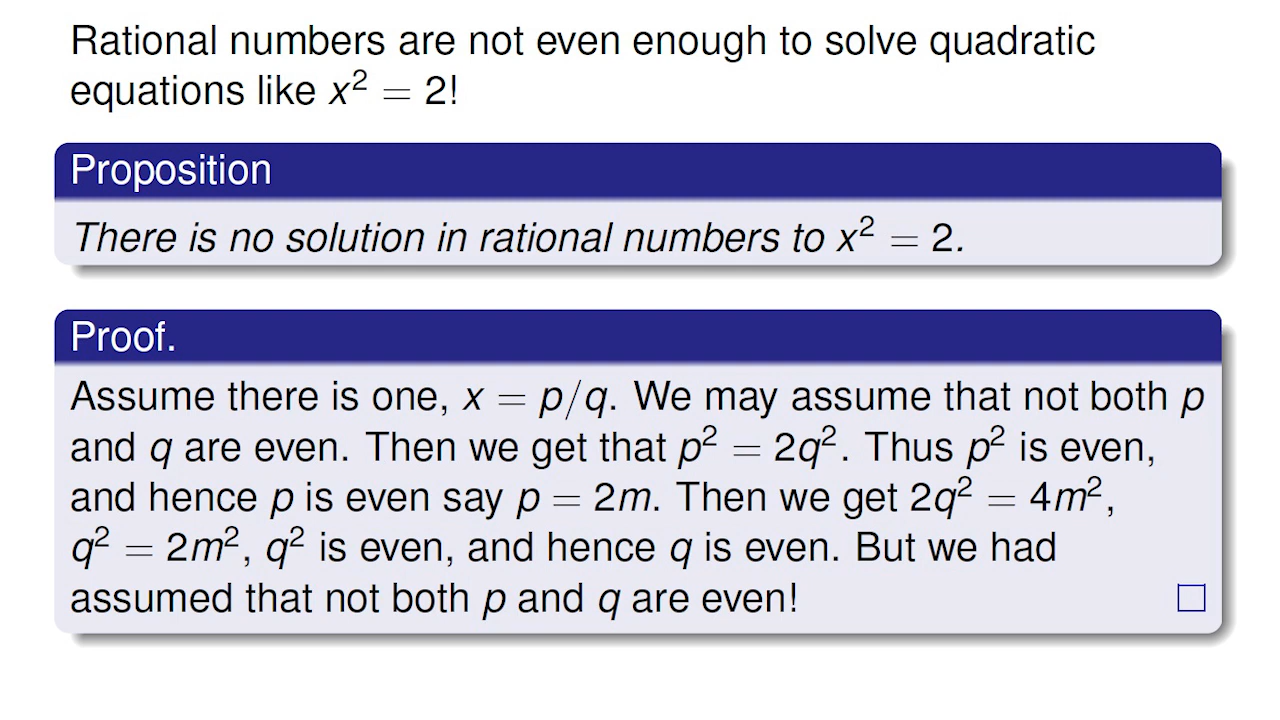 Rational numbers are not even enough to solve quadratic
equations like x² = 2!
Proposition
There is no solution in rational numbers to x² = 2.
Proof.
Assume there is one, x = p/q. We may assume that not both p
and q are even. Then we get that p² = 2q². Thus p² is even,
and hence p is even say p = 2m. Then we get 2q² = 4m²,
q² = 2m², q² is even, and hence q is even. But we had
assumed that not both p and q are even! □